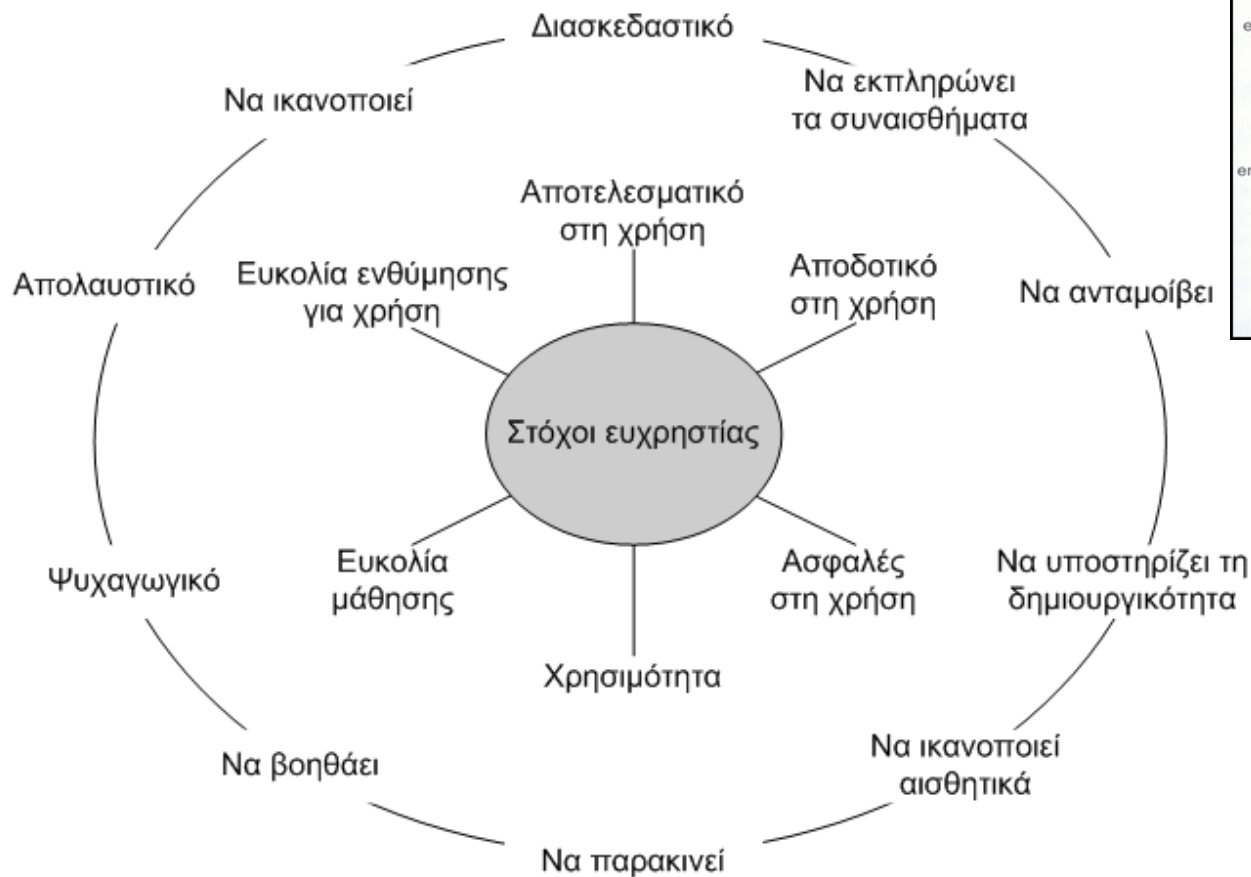 Διασκεδαστικό
Να εκπληρώνει
τα συναισθήματα
Να ικανοποιεί
Αποτελεσματικό
στη χρήση
Ευκολία ενθύμησης
για χρήση
Αποδοτικό
στη χρήση
Απολαυστικό
Να ανταμοίβει
Στόχοι ευχρηστίας
Ευκολία
μάθησης
Ασφαλές
στη χρήση
Ψυχαγωγικό
Να υποστηρίζει τη
δημιουργικότητα
Χρησιμότητα
Να βοηθάει
Να ικανοποιεί
αισθητικά
Να παρακινεί